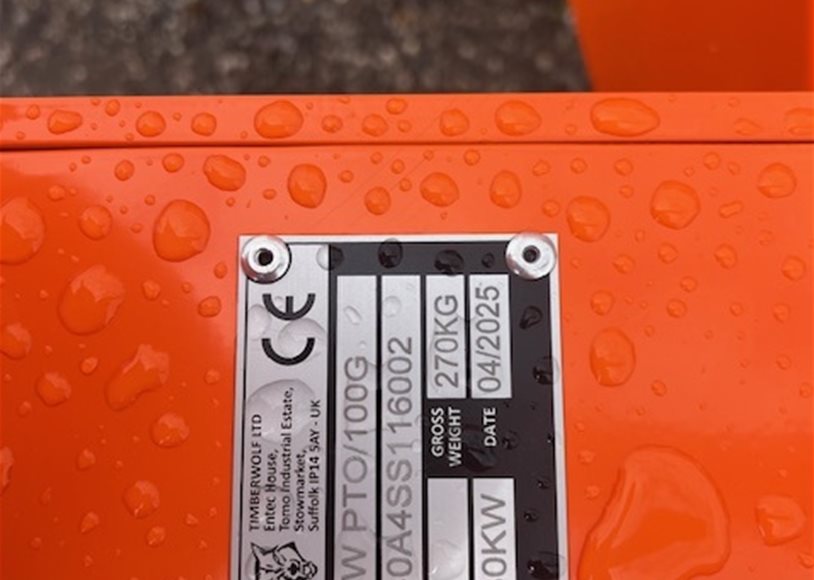 CE
TIMBERWOLF LTD
Entec House,
Tomo Industrial Estate,
Stowmarket,
Suffolk IP14 5AY - UK
W PTO/100G
0A4SS116002
GROSS
WEIGHT
270KG
DATE
04/2025
0KW